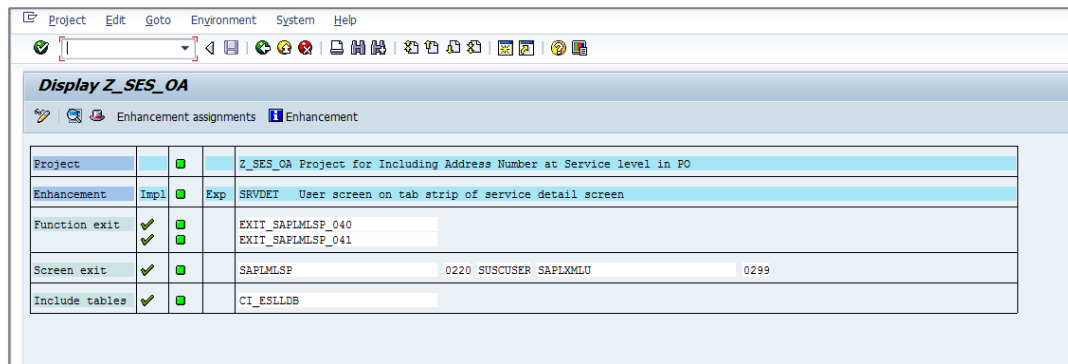 Project Edit Goto Environment System Help
Display Z_SES_OA
Enhancement assignments Enhancement
Project Z_SES_OA Project for Including Address Number at Service level in PO
Enhancement Impl Exp SRVDET User screen on tab strip of service detail screen
Function exit EXIT_SAPLMLSP_040
EXIT_SAPLMLSP_041
Screen exit SAPLMLSP 0220 SUSCUSER SAPLXMLU 0299
Include tables CI_ESLLDB